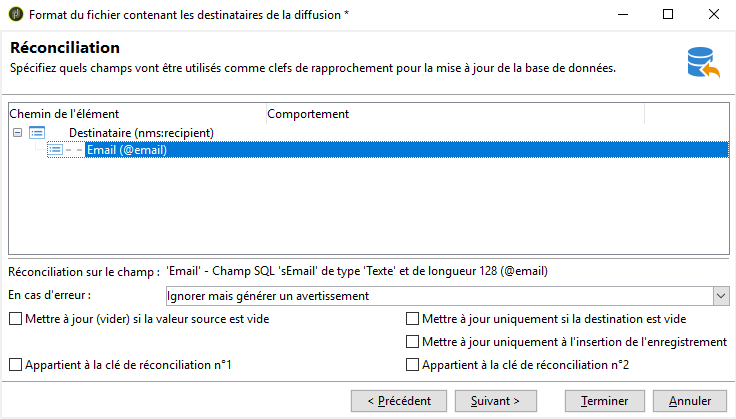 Format du fichier contenant les destinataires de la diffusion *
Réconciliation
Spécifiez quels champs vont être utilisés comme clefs de rapprochement pour la mise à jour de la base de données.
Chemin de l'élément Comportement
Destinataire (nms:recipient)
Email (@email)
Réconciliation sur le champ : 'Email' - Champ SQL 'sEmail' de type 'Texte' et de longueur 128 (@email)
En cas d'erreur : Ignorer mais générer un avertissement
Mettre à jour (vider) si la valeur source est vide Mettre à jour uniquement si la destination est vide
Mettre à jour uniquement à l'insertion de l'enregistrement
Appartient à la clé de réconciliation n°1 Appartient à la clé de réconciliation n°2
< Précédent Suivant > Terminer Annuler